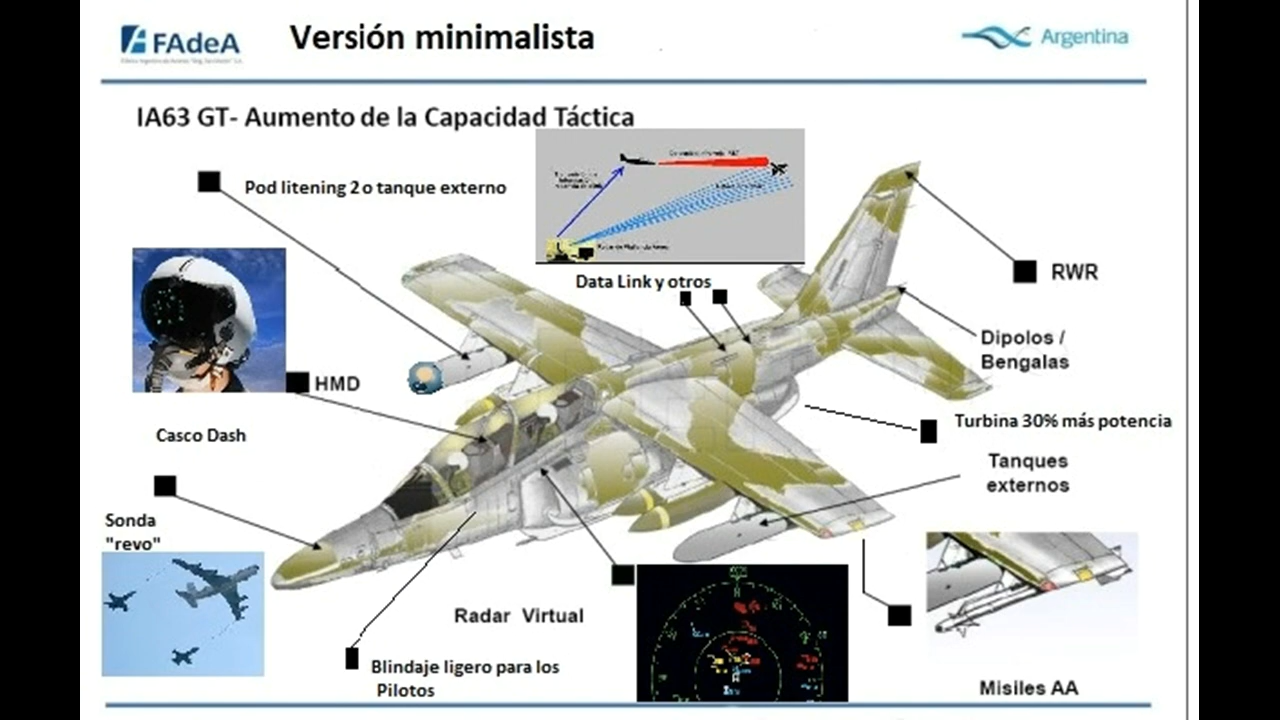 FAdeA
Versión minimalista
Argentina
IA63 GT- Aumento de la Capacidad Táctica
Pod litening 2 o tanque externo
Data Link y otros
RWR
Dipolos /
Bengalas
HMD
Casco Dash
Turbina 30% más potencia
Tanques
externos
Sonda
"revo"
Radar Virtual
Blindaje ligero para los
Pilotos
Misiles AA